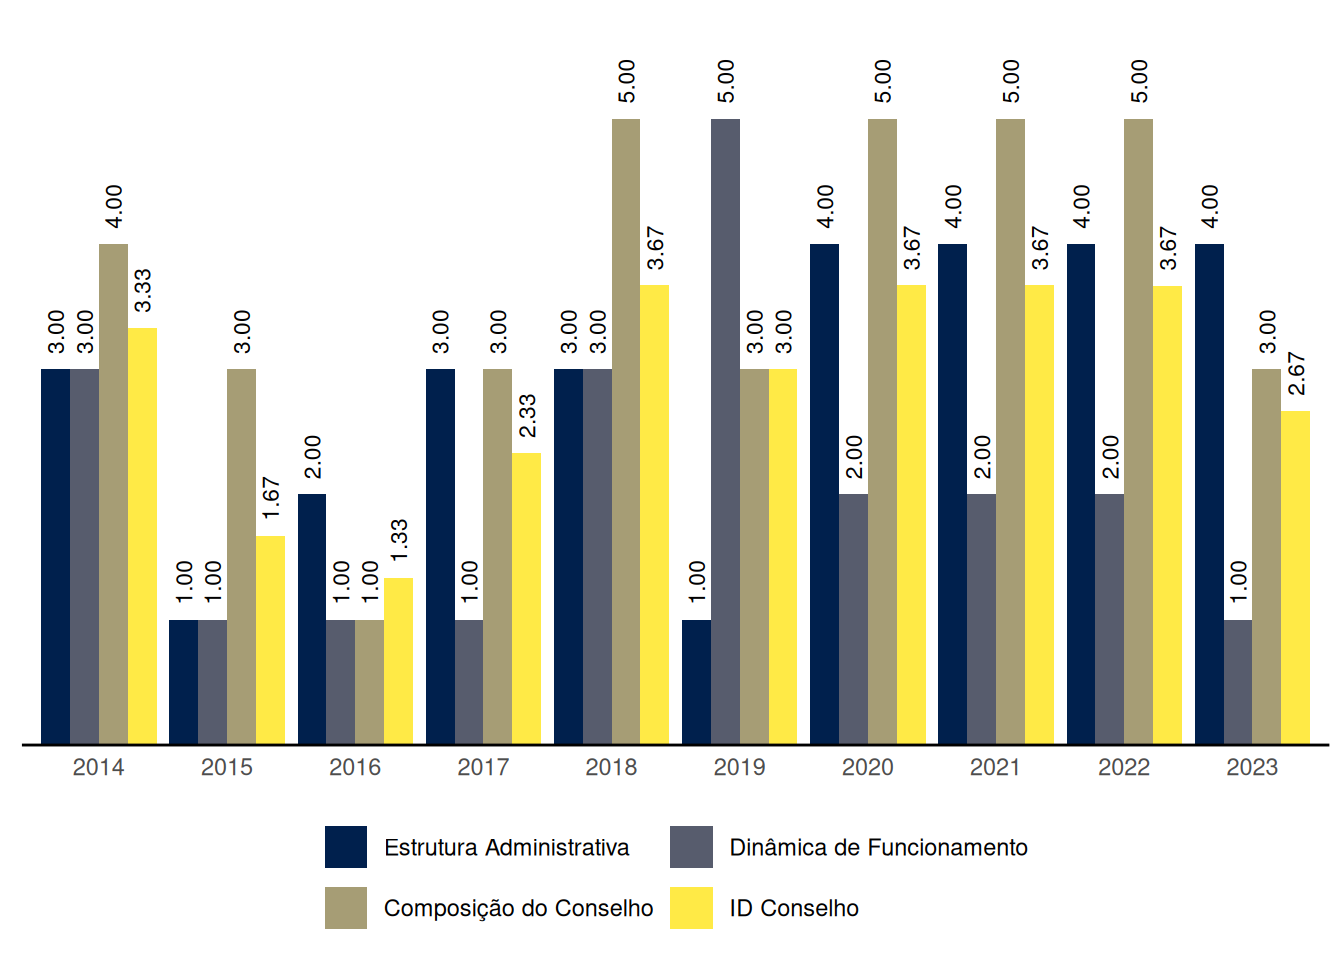 3.00 3.00 4.00 3.33 1.00 1.00 3.00 1.67 2.00 1.00 1.00 1.33 3.00 1.00 3.00 2.33 3.00 3.00 5.00 3.67 1.00 5.00 3.00 3.00 4.00 2.00 5.00 3.67 4.00 2.00 5.00 3.67 4.00 2.00 5.00 3.67 4.00 1.00 3.00 2.67
2014 2015 2016 2017 2018 2019 2020 2021 2022 2023
Estrutura Administrativa Dinâmica de Funcionamento
Composição do Conselho ID Conselho